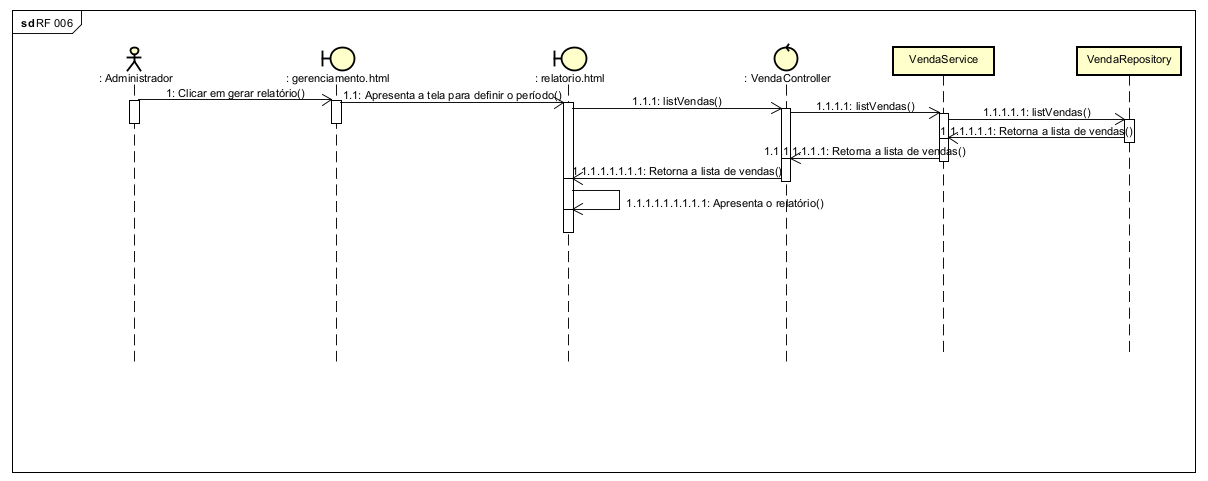 sd RF 006
: Administrador
: gerenciamento.html
: relatorio.html
: VendaController
VendaService
VendaRepository
1: Clicar em gerar relatório()
1.1: Apresenta a tela para definir o período()
1.1.1: listVendas()
1.1.1.1: listVendas()
1.1.1.1.1: listVendas()
1.1.1.1.1.1: Retorna a lista de vendas()
1.1.1.1.1.1.1: Retorna a lista de vendas()
1.1.1.1.1.1.1.1: Retorna a lista de vendas()
1.1.1.1.1.1.1.1.1: Apresenta o relatório()